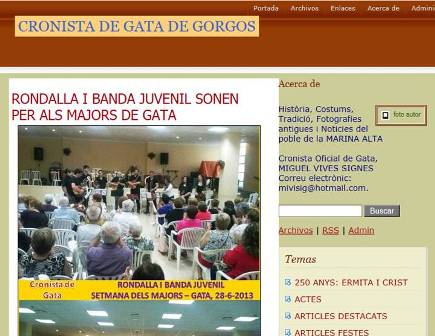 Portada Archivos Enlaces Acerca de Admini
CRONISTA DE GATA DE GORGOS
RONDALLA I BANDA JUVENIL SONEN
PER ALS MAJORS DE GATA
Cronista de
Gata
RONDALLA I BANDA JUVENIL
SETMANA DELS MAJORS – GATA, 28-6-2013
Acerca de
Història, Costums,
Tradició, Fotografies
antigues i Notícies del
poble de la MARINA ALTA
foto autor
Cronista Oficial de Gata,
MIGUEL VIVES SIGNES
Correu electrònic:
mivisig@hotmail.com.
Buscar
Archivos | RSS | Admin
Temas
250 ANYS: ERMITA I CRIST
ACTES
ARTICLES DESTACATS
ARTICLES FESTES